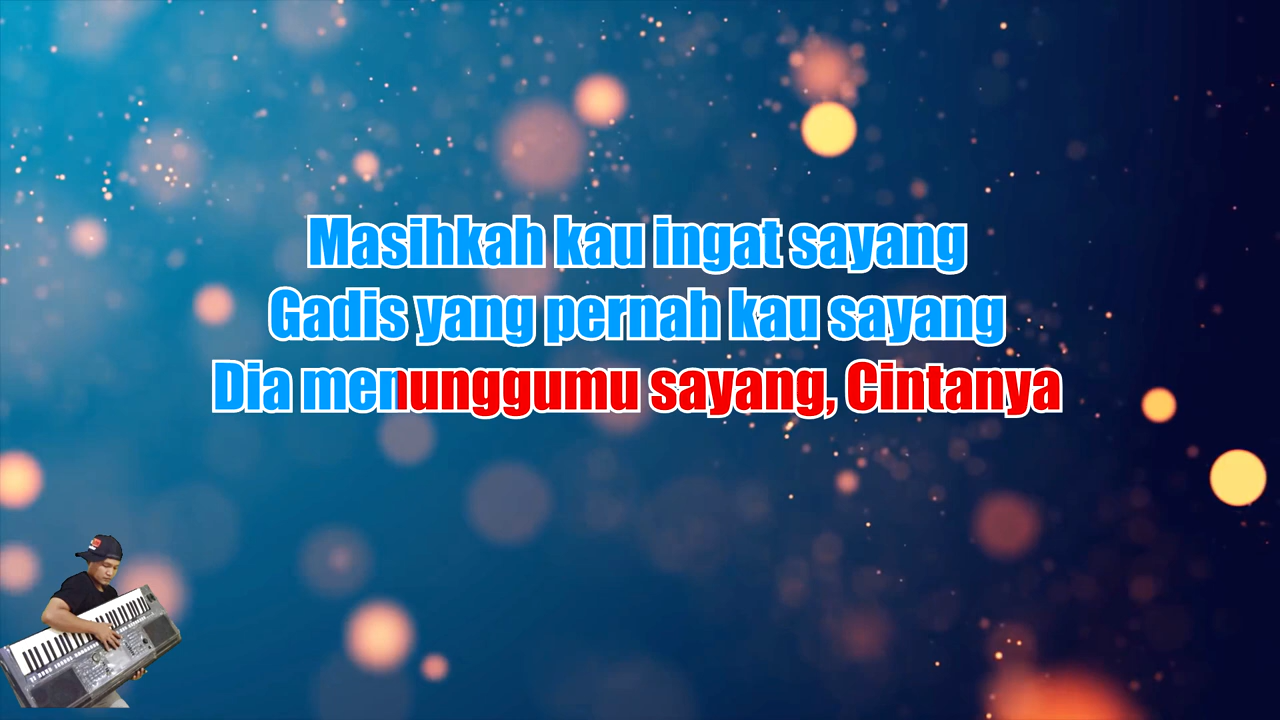 Masihkah kau ingat sayang
Gadis yang pernah kau sayang
Dia menunggumu sayang, Cintanya